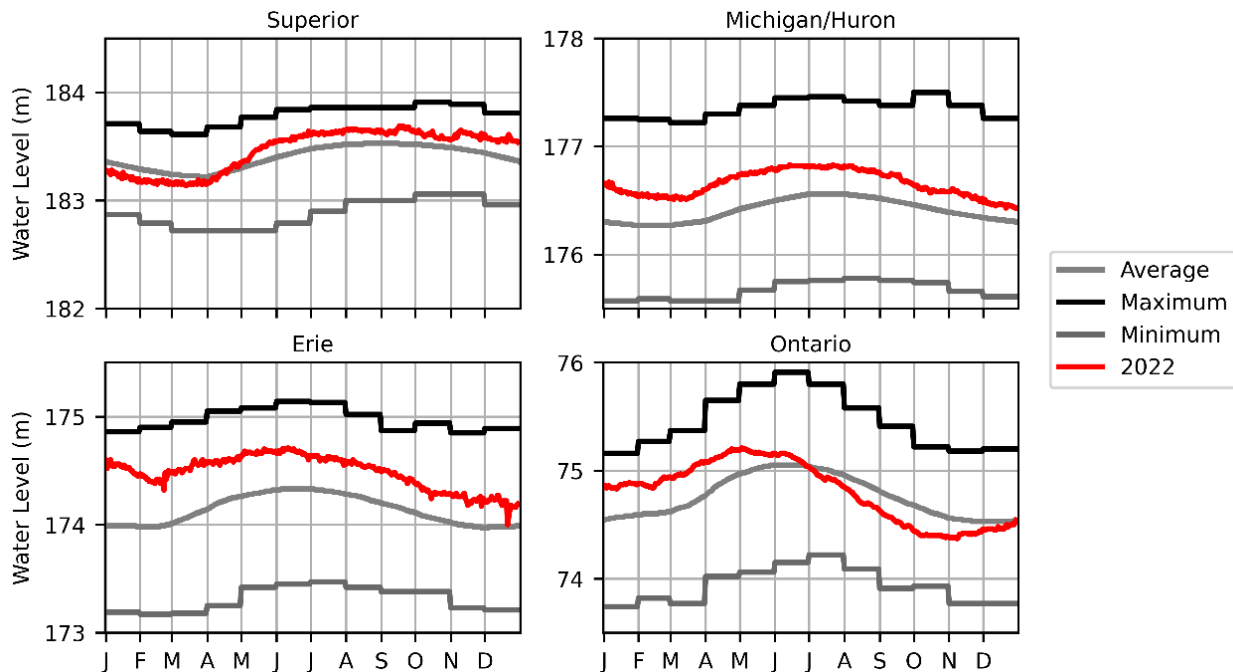 Superior
Michigan/Huron
Water Level (m)
184
183
182
178
177
176
Average
Maximum
Minimum
2022
J F M A M J J A S O N D
J F M A M J J A S O N D
Erie
Ontario
Water Level (m)
175
174
173
76
75
74
J F M A M J J A S O N D
J F M A M J J A S O N D